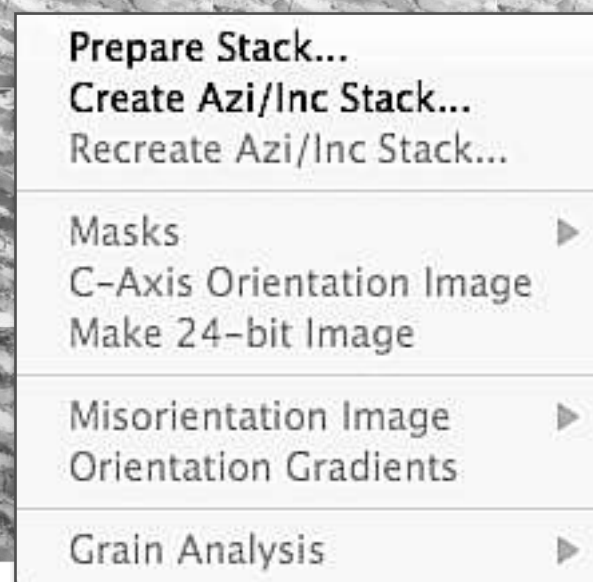 Prepare Stack...
Create Azi/Inc Stack...
Recreate Azi/Inc Stack...
Masks
C-Axis Orientation Image
Make 24-bit Image
Misorientation Image
Orientation Gradients
Grain Analysis